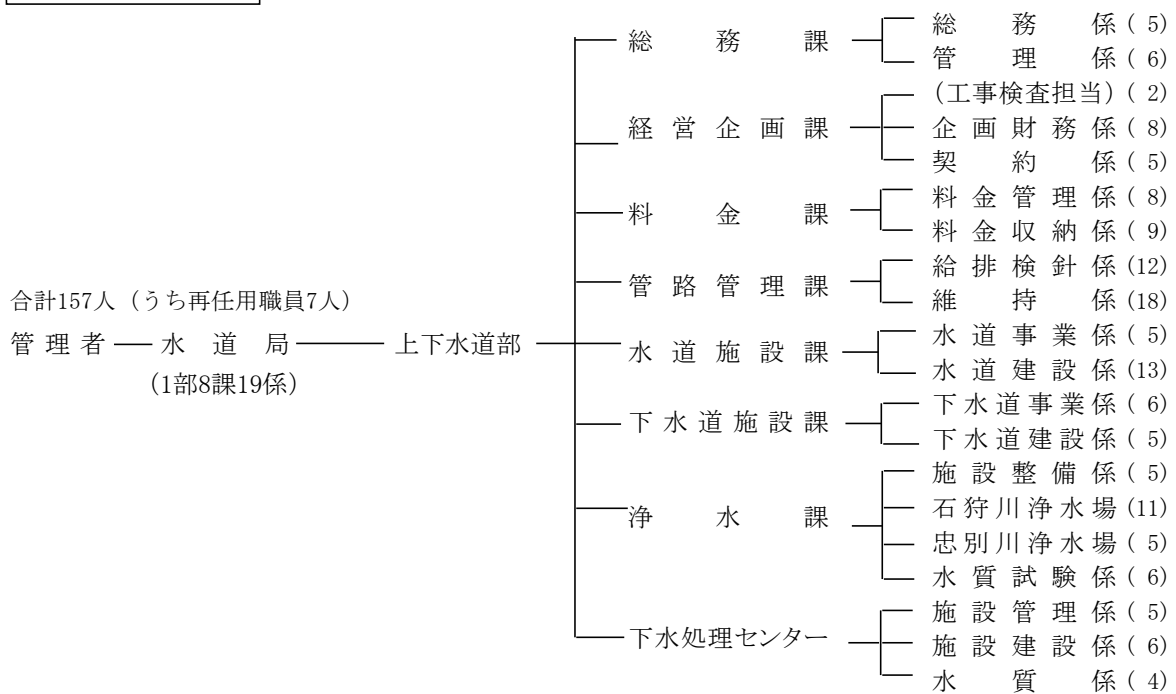 総務課
総務係( 5)
管理係( 6)
経営企画課
(工事検査担当)( 2)
企画財務係( 8)
契約係( 5)
料金課
料金管理係( 8)
料金収納係( 9)
管路管理課
給排検針係(12)
維持係(18)
合計157人(うち再任用職員7人)
管理者 水道局 上下水道部
(1部8課19係)
水道施設課
水道事業係( 5)
水道建設係(13)
下水道施設課
下水道事業係( 6)
下水道建設係( 5)
浄水課
施設整備係( 5)
石狩川浄水場(11)
忠別川浄水場( 5)
水質試験係( 6)
下水処理センター
施設管理係( 5)
施設建設係( 6)
水質係( 4)